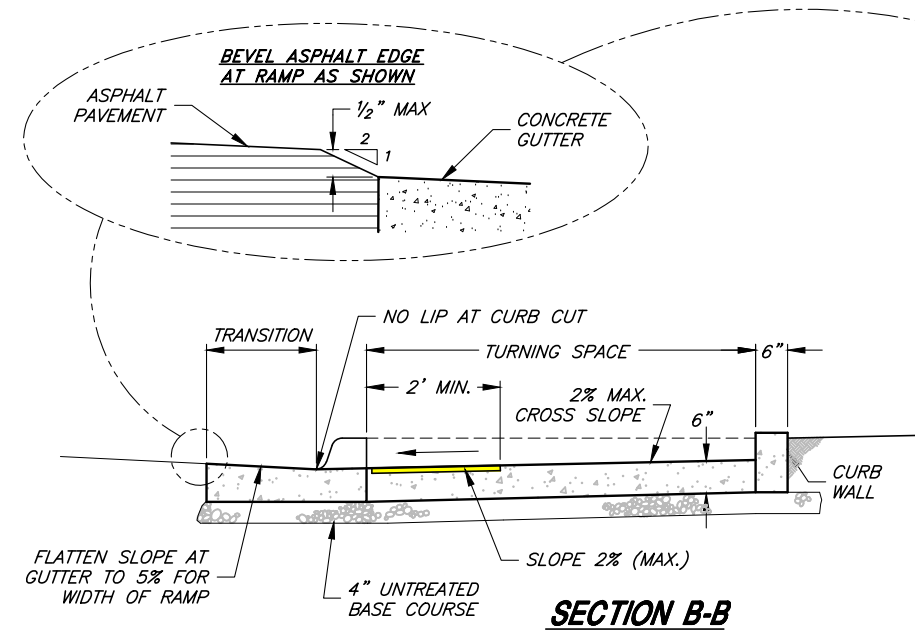 BEVEL ASPHALT EDGE
AT RAMP AS SHOWN
ASPHALT
PAVEMENT
1/2" MAX
2
1
CONCRETE
GUTTER
NO LIP AT CURB CUT
TRANSITION
TURNING SPACE
6"
2' MIN.
2% MAX.
CROSS SLOPE
6"
CURB
WALL
FLATTEN SLOPE AT
GUTTER TO 5% FOR
WIDTH OF RAMP
4" UNTREATED
BASE COURSE
SLOPE 2% (MAX.)
SECTION B-B